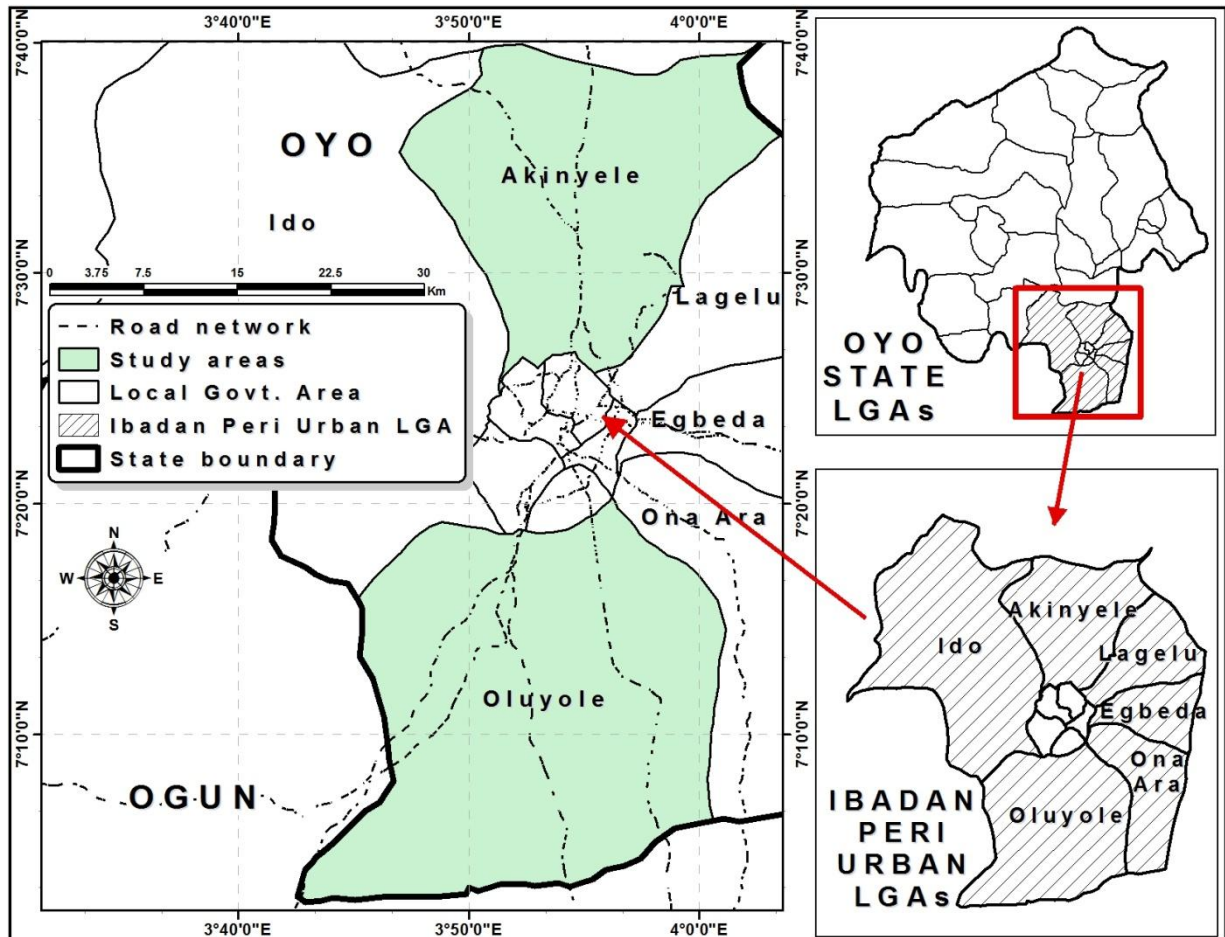 3°40'0"E
3°50'0"E
4°0'0"E
7°40'0"N
7°40'0"N
OYO
Akinyele
Ido
0 3.75 7.5 15 22.5 30
Km
7°30'0"N
7°30'0"N
Lagelu
Road network
Study areas
Local Govt. Area
Ibadan Peri Urban LGA
State boundary
Egbeda
7°20'0"N
7°20'0"N
Ona Ara
N
W
E
S
Oluyole
7°10'0"N
7°10'0"N
OGUN
3°40'0"E
3°50'0"E
4°0'0"E
OYO
STATE
LGAs
Akinyele
Ido
Lagelu
Egbeda
Ona
Ara
Oluyole
IBADAN
PERI
URBAN
LGAs